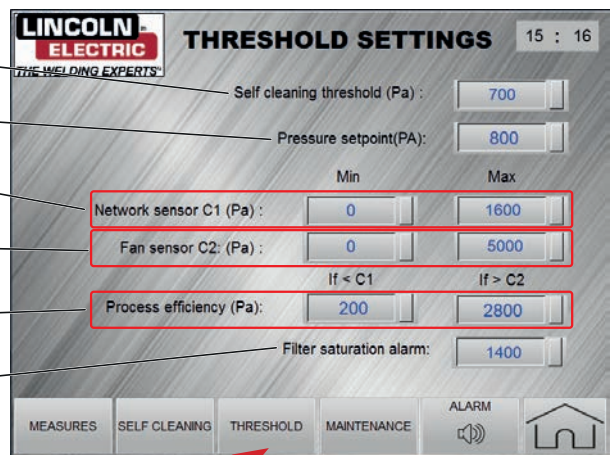 LINCOLN
ELECTRIC
THE WELDING EXPERTS®
THRESHOLD SETTINGS
15 : 16
Self cleaning threshold (Pa) : 700
Pressure setpoint(PA): 800
Min Max
Network sensor C1 (Pa) : 0 1600
Fan sensor C2: (Pa) : 0 5000
If < C1 If > C2
Process efficiency (Pa): 200 2800
Filter saturation alarm: 1400
MEASURES SELF CLEANING THRESHOLD MAINTENANCE ALARM